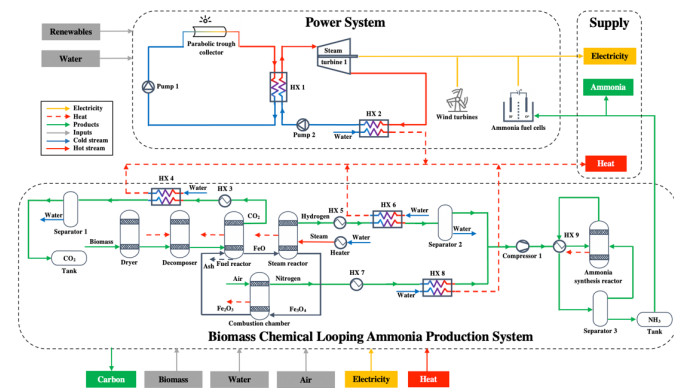 Power System
Supply
Renewables
Water
Parabolic trough
collector
Steam
turbine 1
Electricity
Ammonia
Pump 1
HX 1
Pump 2
HX 2
Water
Wind turbines
Ammonia fuel cells
Heat
Electricity
Heat
Products
Inputs
Cold stream
Hot stream
HX 4
Water
HX 3
Water
Separator 1
CO₂
Tank
Biomass
Dryer
Decomposer
CO₂
Fuel reactor
FeO
Ash
Steam reactor
Hydrogen
HX 5
HX 6
Water
Water
Separator 2
Steam
Water
Heater
Air
Nitrogen
HX 7
HX 8
Water
Fe₂O₃
Fe₃O₄
Combustion chamber
Compressor 1
HX 9
Ammonia
synthesis reactor
Separator 3
NH₃
Tank
Biomass Chemical Looping Ammonia Production System
Carbon
Biomass
Water
Air
Electricity
Heat